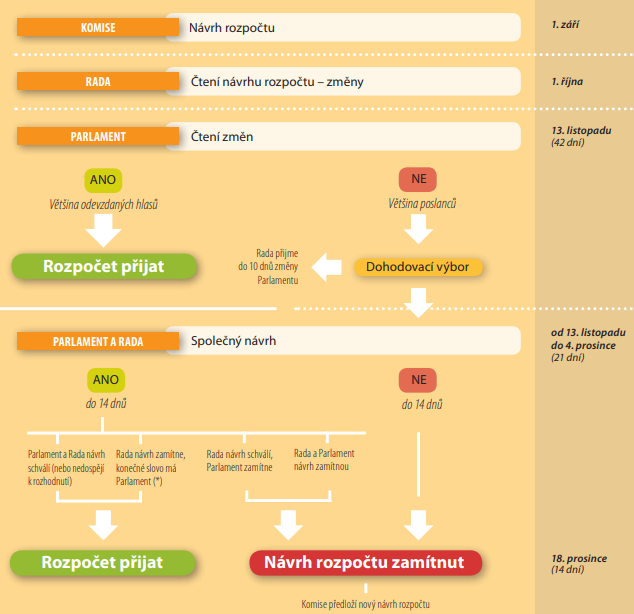 KOMISE
Návrh rozpočtu
1. září
RADA
Čtení návrhu rozpočtu – změny
1. října
PARLAMENT
Čtení změn
13. listopadu
(42 dní)
ANO
Většina odevzdaných hlasů
NE
Většina poslanců
Rozpočet přijat
Rada přijme
do 10 dnů změny
Parlamentu
Dohodovací výbor
PARLAMENT A RADA
Společný návrh
od 13. listopadu
do 4. prosince
(21 dní)
ANO
do 14 dnů
NE
do 14 dnů
Parlament a Rada návrh
schválí (nebo nedospějí
k rozhodnutí)
Rada návrh zamítne,
konečné slovo má
Parlament (*)
Rada návrh schválí,
Parlament zamítne
Rada a Parlament
návrh zamítnou
Rozpočet přijat
Návrh rozpočtu zamítnut
18. prosince
(14 dní)
Komise předloží nový návrh rozpočtu